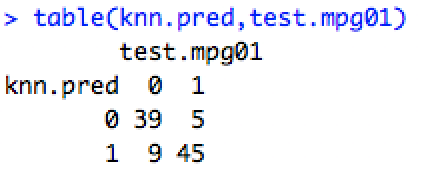 > table(knn.pred,test.mpg01)
test.mpg01
knn.pred 0 1
0 39 5
1 9 45